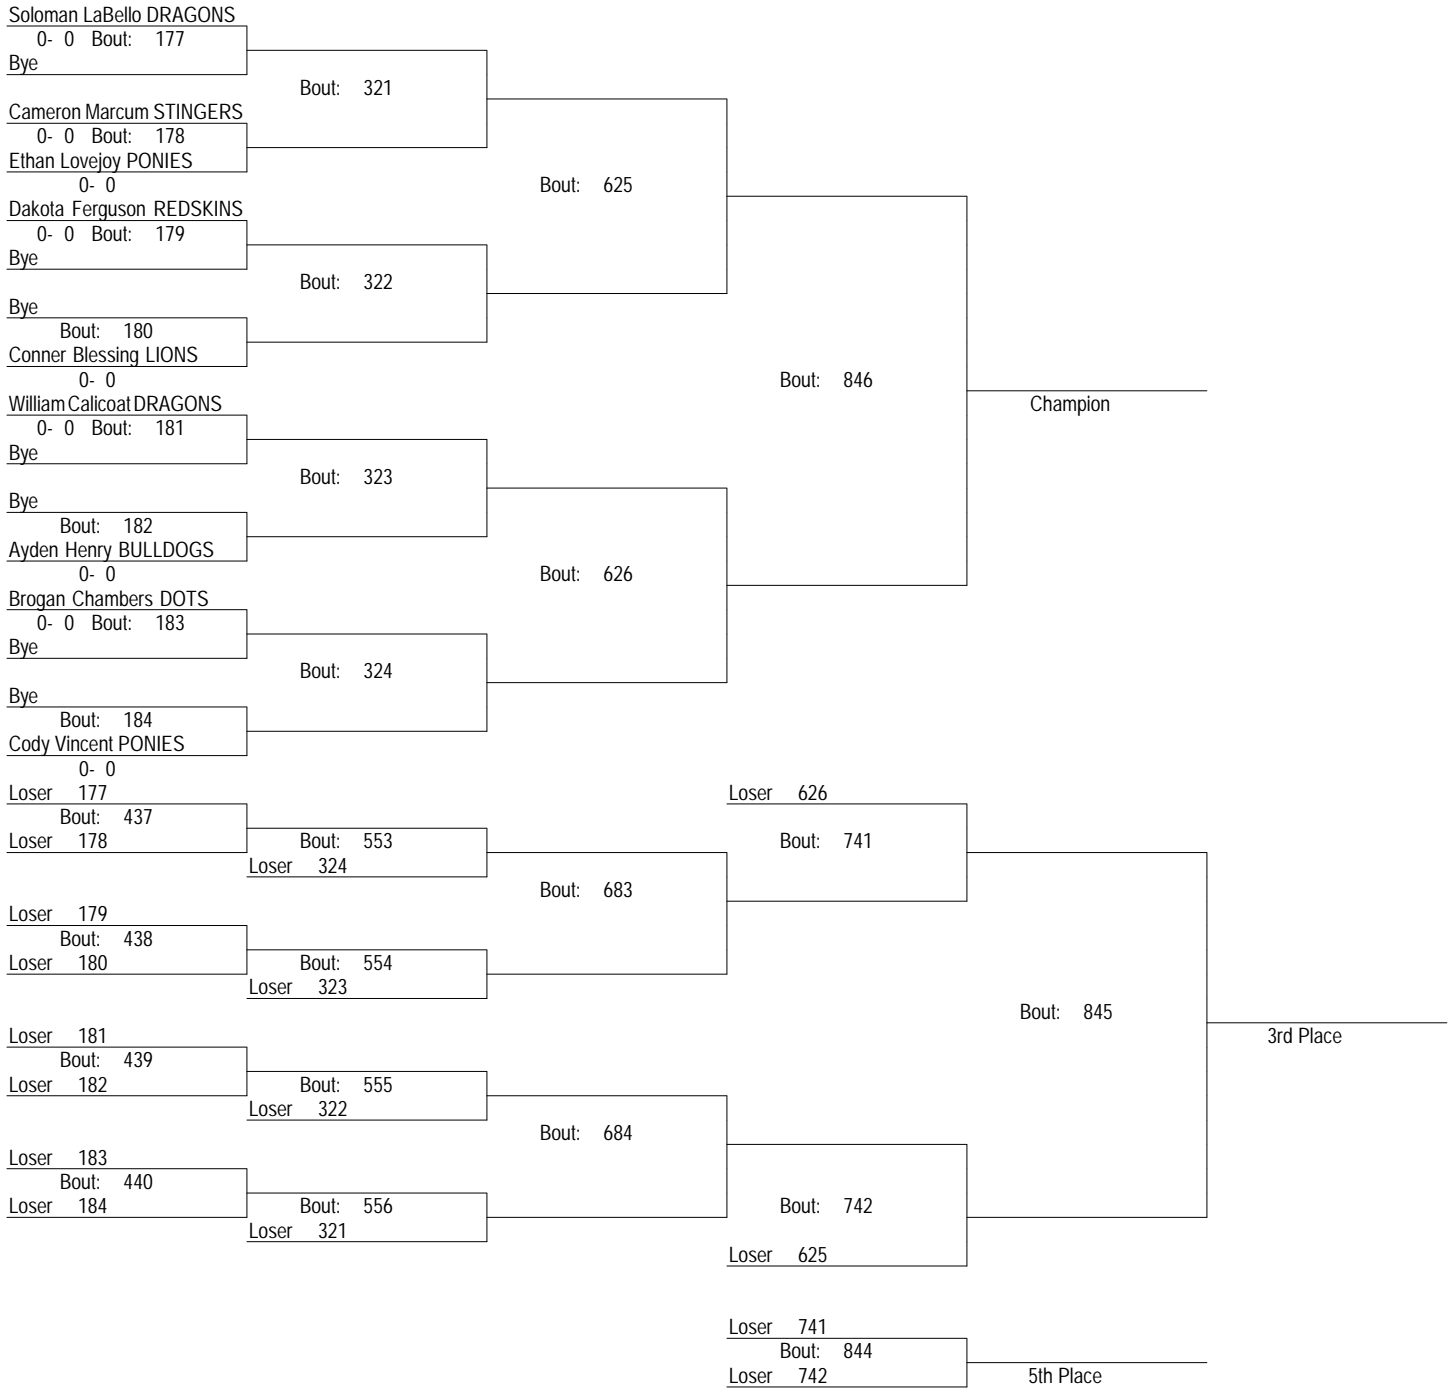 Soloman LaBello DRAGONS
0- 0 Bout: 177
Bye
Bout: 321
Cameron Marcum STINGERS
0- 0 Bout: 178
Ethan Lovejoy PONIES
0- 0
Bout: 625
Dakota Ferguson REDSKINS
0- 0 Bout: 179
Bye
Bout: 322
Bye
Bout: 180
Conner Blessing LIONS
0- 0
Bout: 846
William Calicoat DRAGONS
Champion
0- 0 Bout: 181
Bye
Bout: 323
Bye
Bout: 182
Ayden Henry BULLDOGS
0- 0
Bout: 626
Brogan Chambers DOTS
0- 0 Bout: 183
Bye
Bout: 324
Bye
Bout: 184
Cody Vincent PONIES
0- 0
Loser 177
Loser 626
Bout: 437
Loser 178
Bout: 553
Bout: 741
Loser 324
Bout: 683
Loser 179
Bout: 438
Loser 180
Bout: 554
Loser 323
Bout: 845
Loser 181
3rd Place
Bout: 439
Loser 182
Bout: 555
Loser 322
Bout: 684
Loser 183
Bout: 440
Loser 184
Bout: 556
Bout: 742
Loser 321
Loser 625
Loser 741
Bout: 844
Loser 742
5th Place